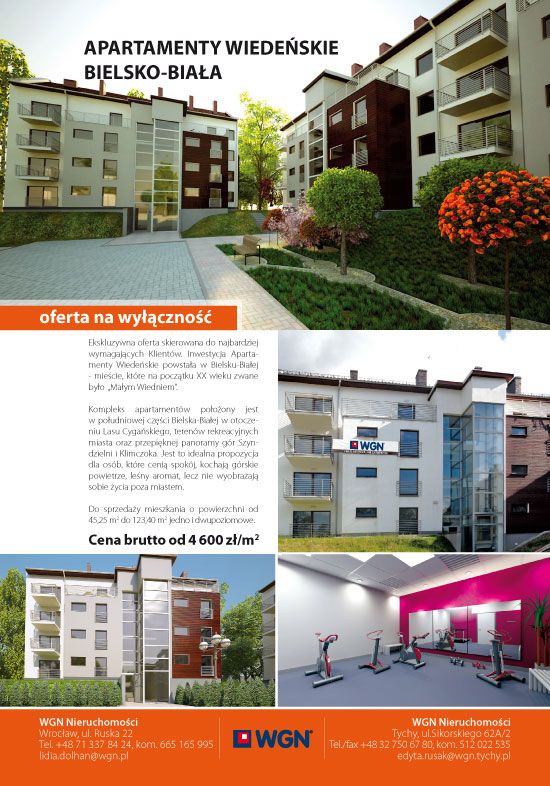 APARTAMENTY WIEDEŃSKIE
BIELSKO-BIAŁA
oferta na wyłączność
Ekskluzywna oferta skierowana do najbardziej
wymagających Klientów. Inwestycja Aparta-
menty Wiedeńskie powstała w Bielsku-Białej
- mieście, które na początku XX wieku zwane
było „Małym Wiedniem”.
Kompleks apartamentów położony jest
w południowej części Bielska-Białej w otocze-
niu Lasu Cygańskiego, terenów rekreacyjnych
miasta oraz przepięknej panoramy gór Szyn-
dzielni i Klimczoka. Jest to idealna propozycja
dla osób, które cenią spokój, kochają górskie
powietrze, leśny aromat, lecz nie wyobrażają
sobie życia poza miastem.
Do sprzedaży mieszkania o powierzchni od
45,25 m² do 123,40 m² jedno i dwupoziomowe.
Cena brutto od 4 600 zł/m²
WGN
WGN Nieruchomości
Wrocław, ul. Ruska 22
Tel. +48 71 337 84 24, kom. 665 165 995
lidia.dolhan@wgn.pl
WGN
WGN Nieruchomości
Tychy, ul.Sikorskiego 62A/2
Tel./fax +48 32 750 67 80, kom. 512 022 535
edyta.rusak@wgn.tychy.pl